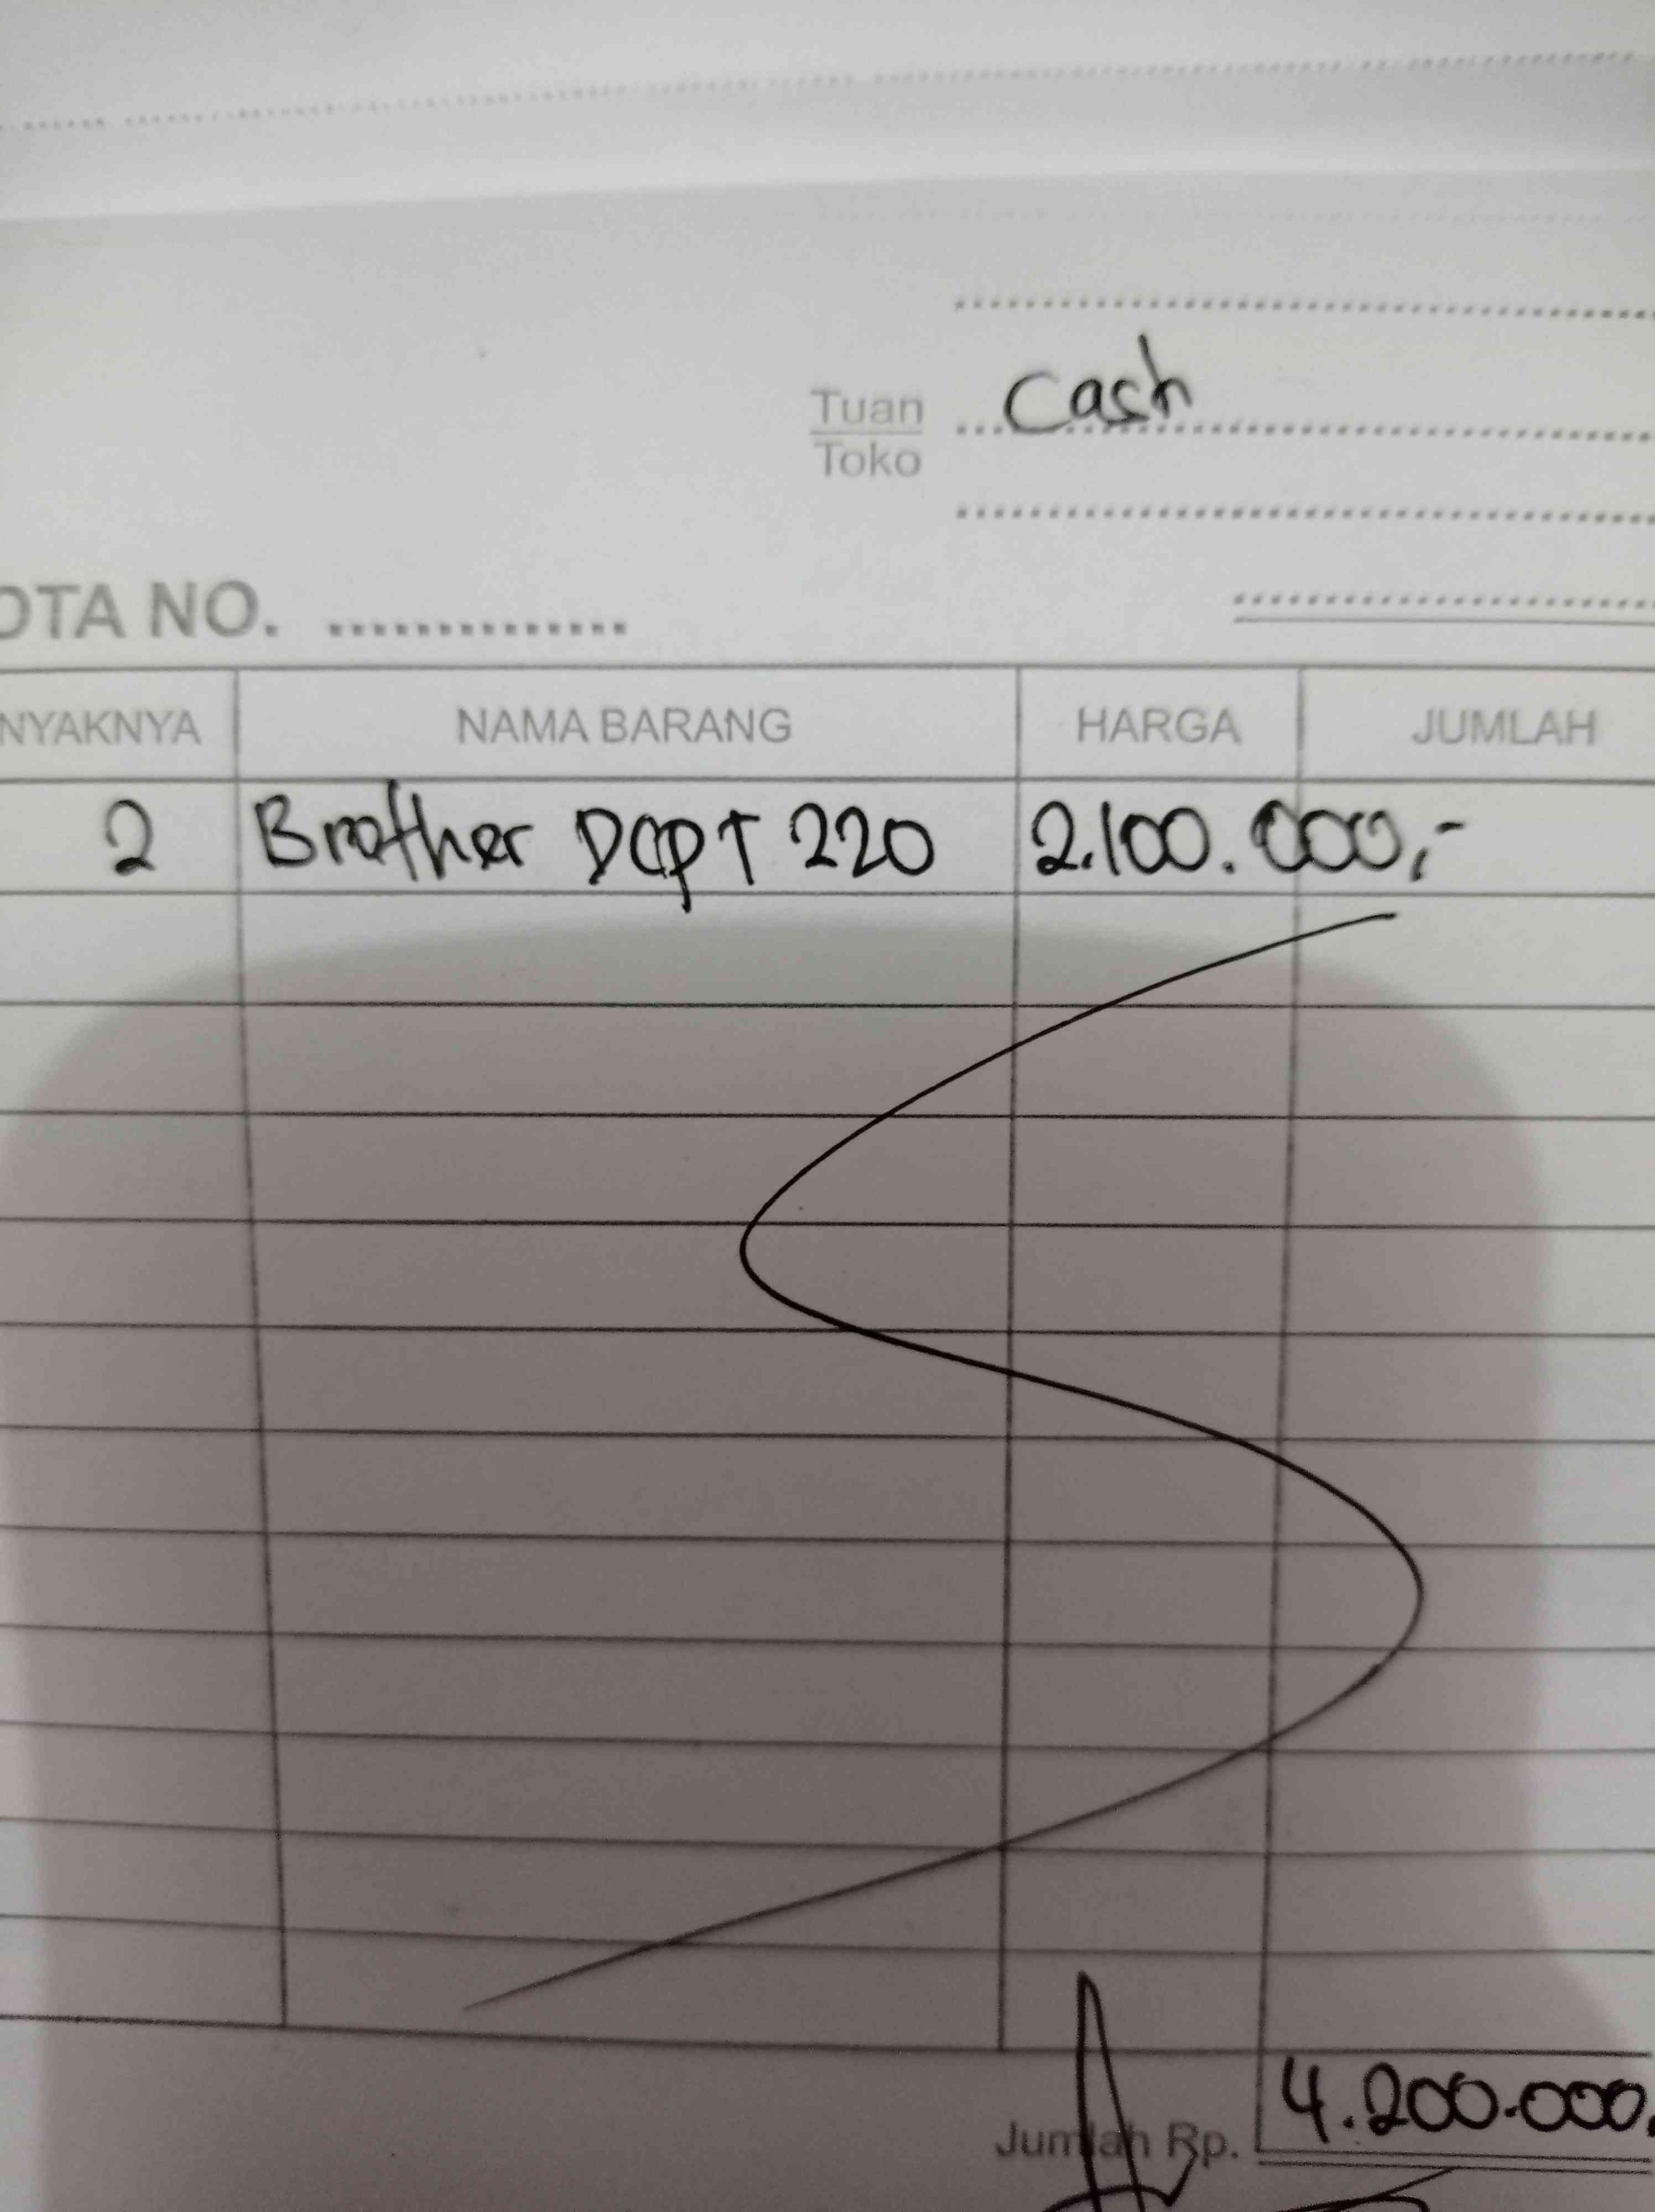 Tuan Cash
Toko
OTA NO. ..............
NYAKNYA NAMA BARANG HARGA JUMLAH
2 Brother DCPT 220 2.100.000,-
Jumlah Rp. 4.200.000,